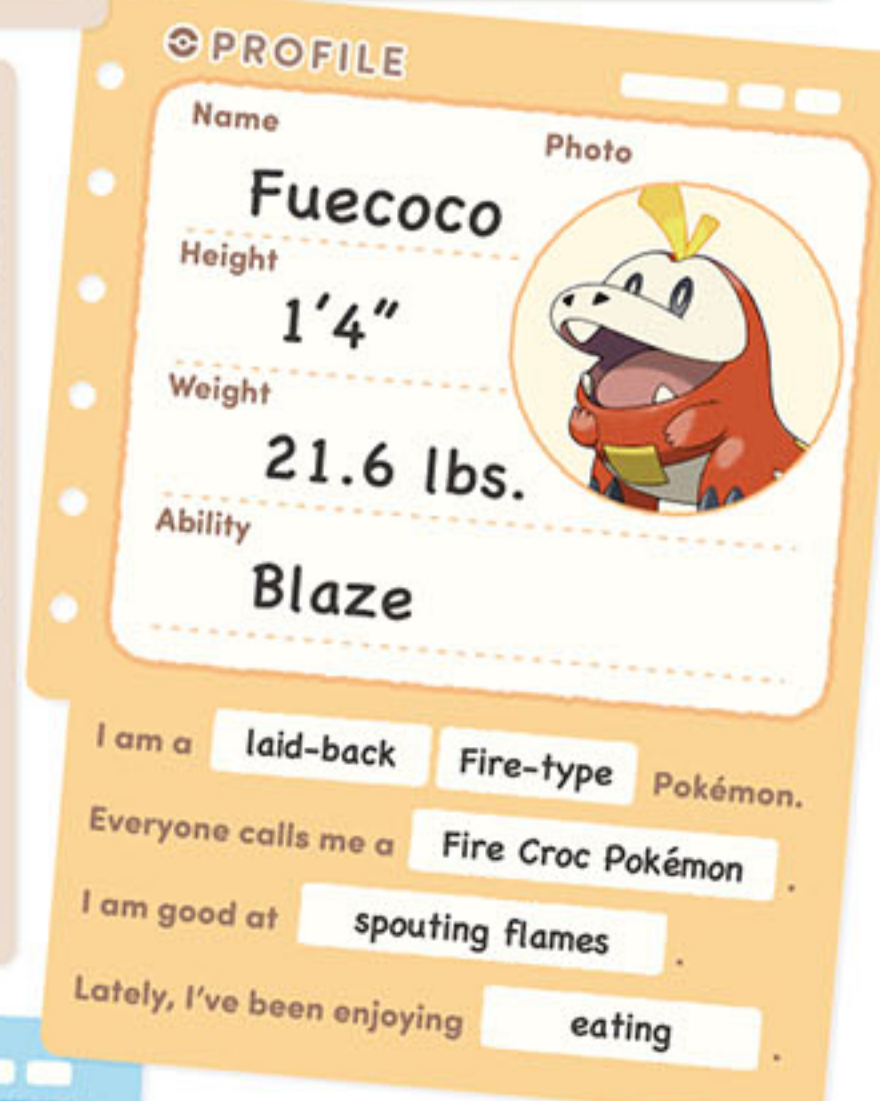 PROFILE
Name
Photo
Fuecoco
Height
1'4"
Weight
21.6 lbs.
Ability
Blaze
I am a laid-back Fire-type Pokémon.
Everyone calls me a Fire Croc Pokémon.
I am good at spouting flames.
Lately, I've been enjoying eating.